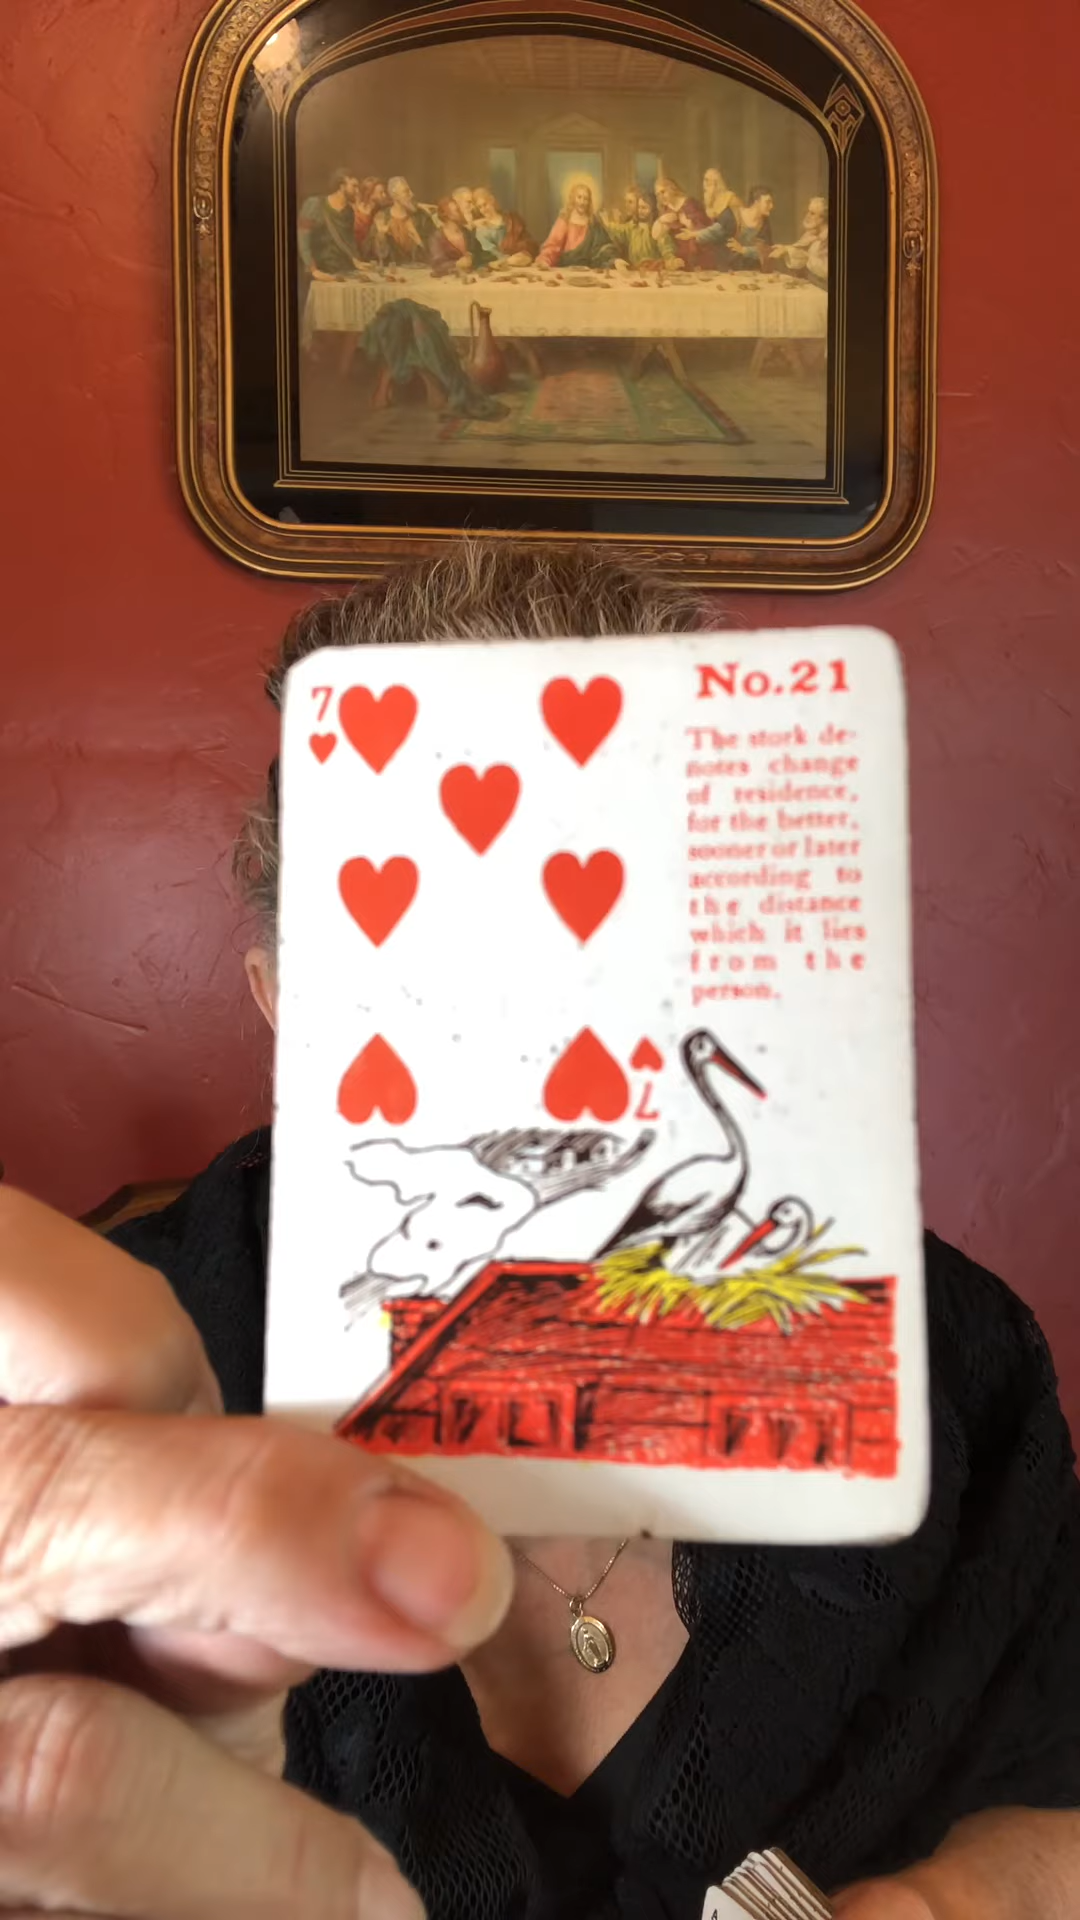 7
No.21
The stork de-
notes change
of residence,
for the better,
sooner or later
according to
the distance
which it lies
from the
person.
7
A